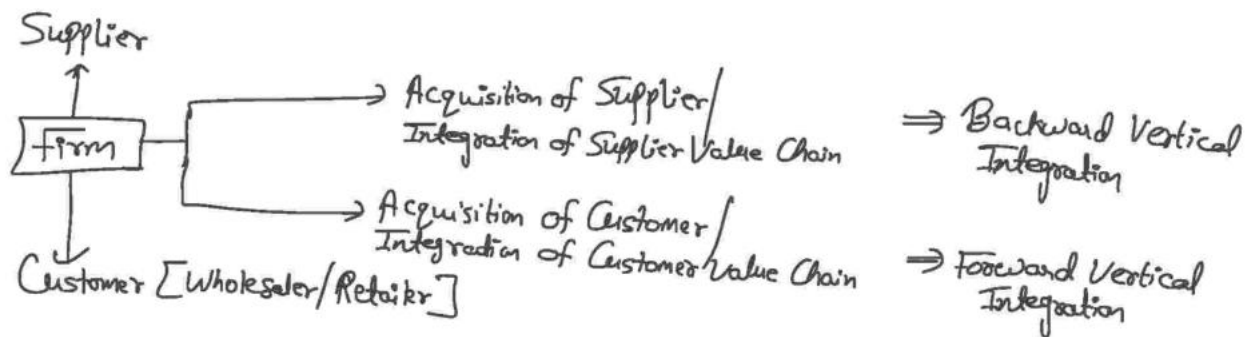 Supplier
Firm
Acquisition of Supplier/
Integration of Supplier Value Chain
⇒ Backward Vertical
Integration
Acquisition of Customer/
Integration of Customer Value Chain
⇒ Forward Vertical
Integration
Customer [Wholesaler/Retailer]